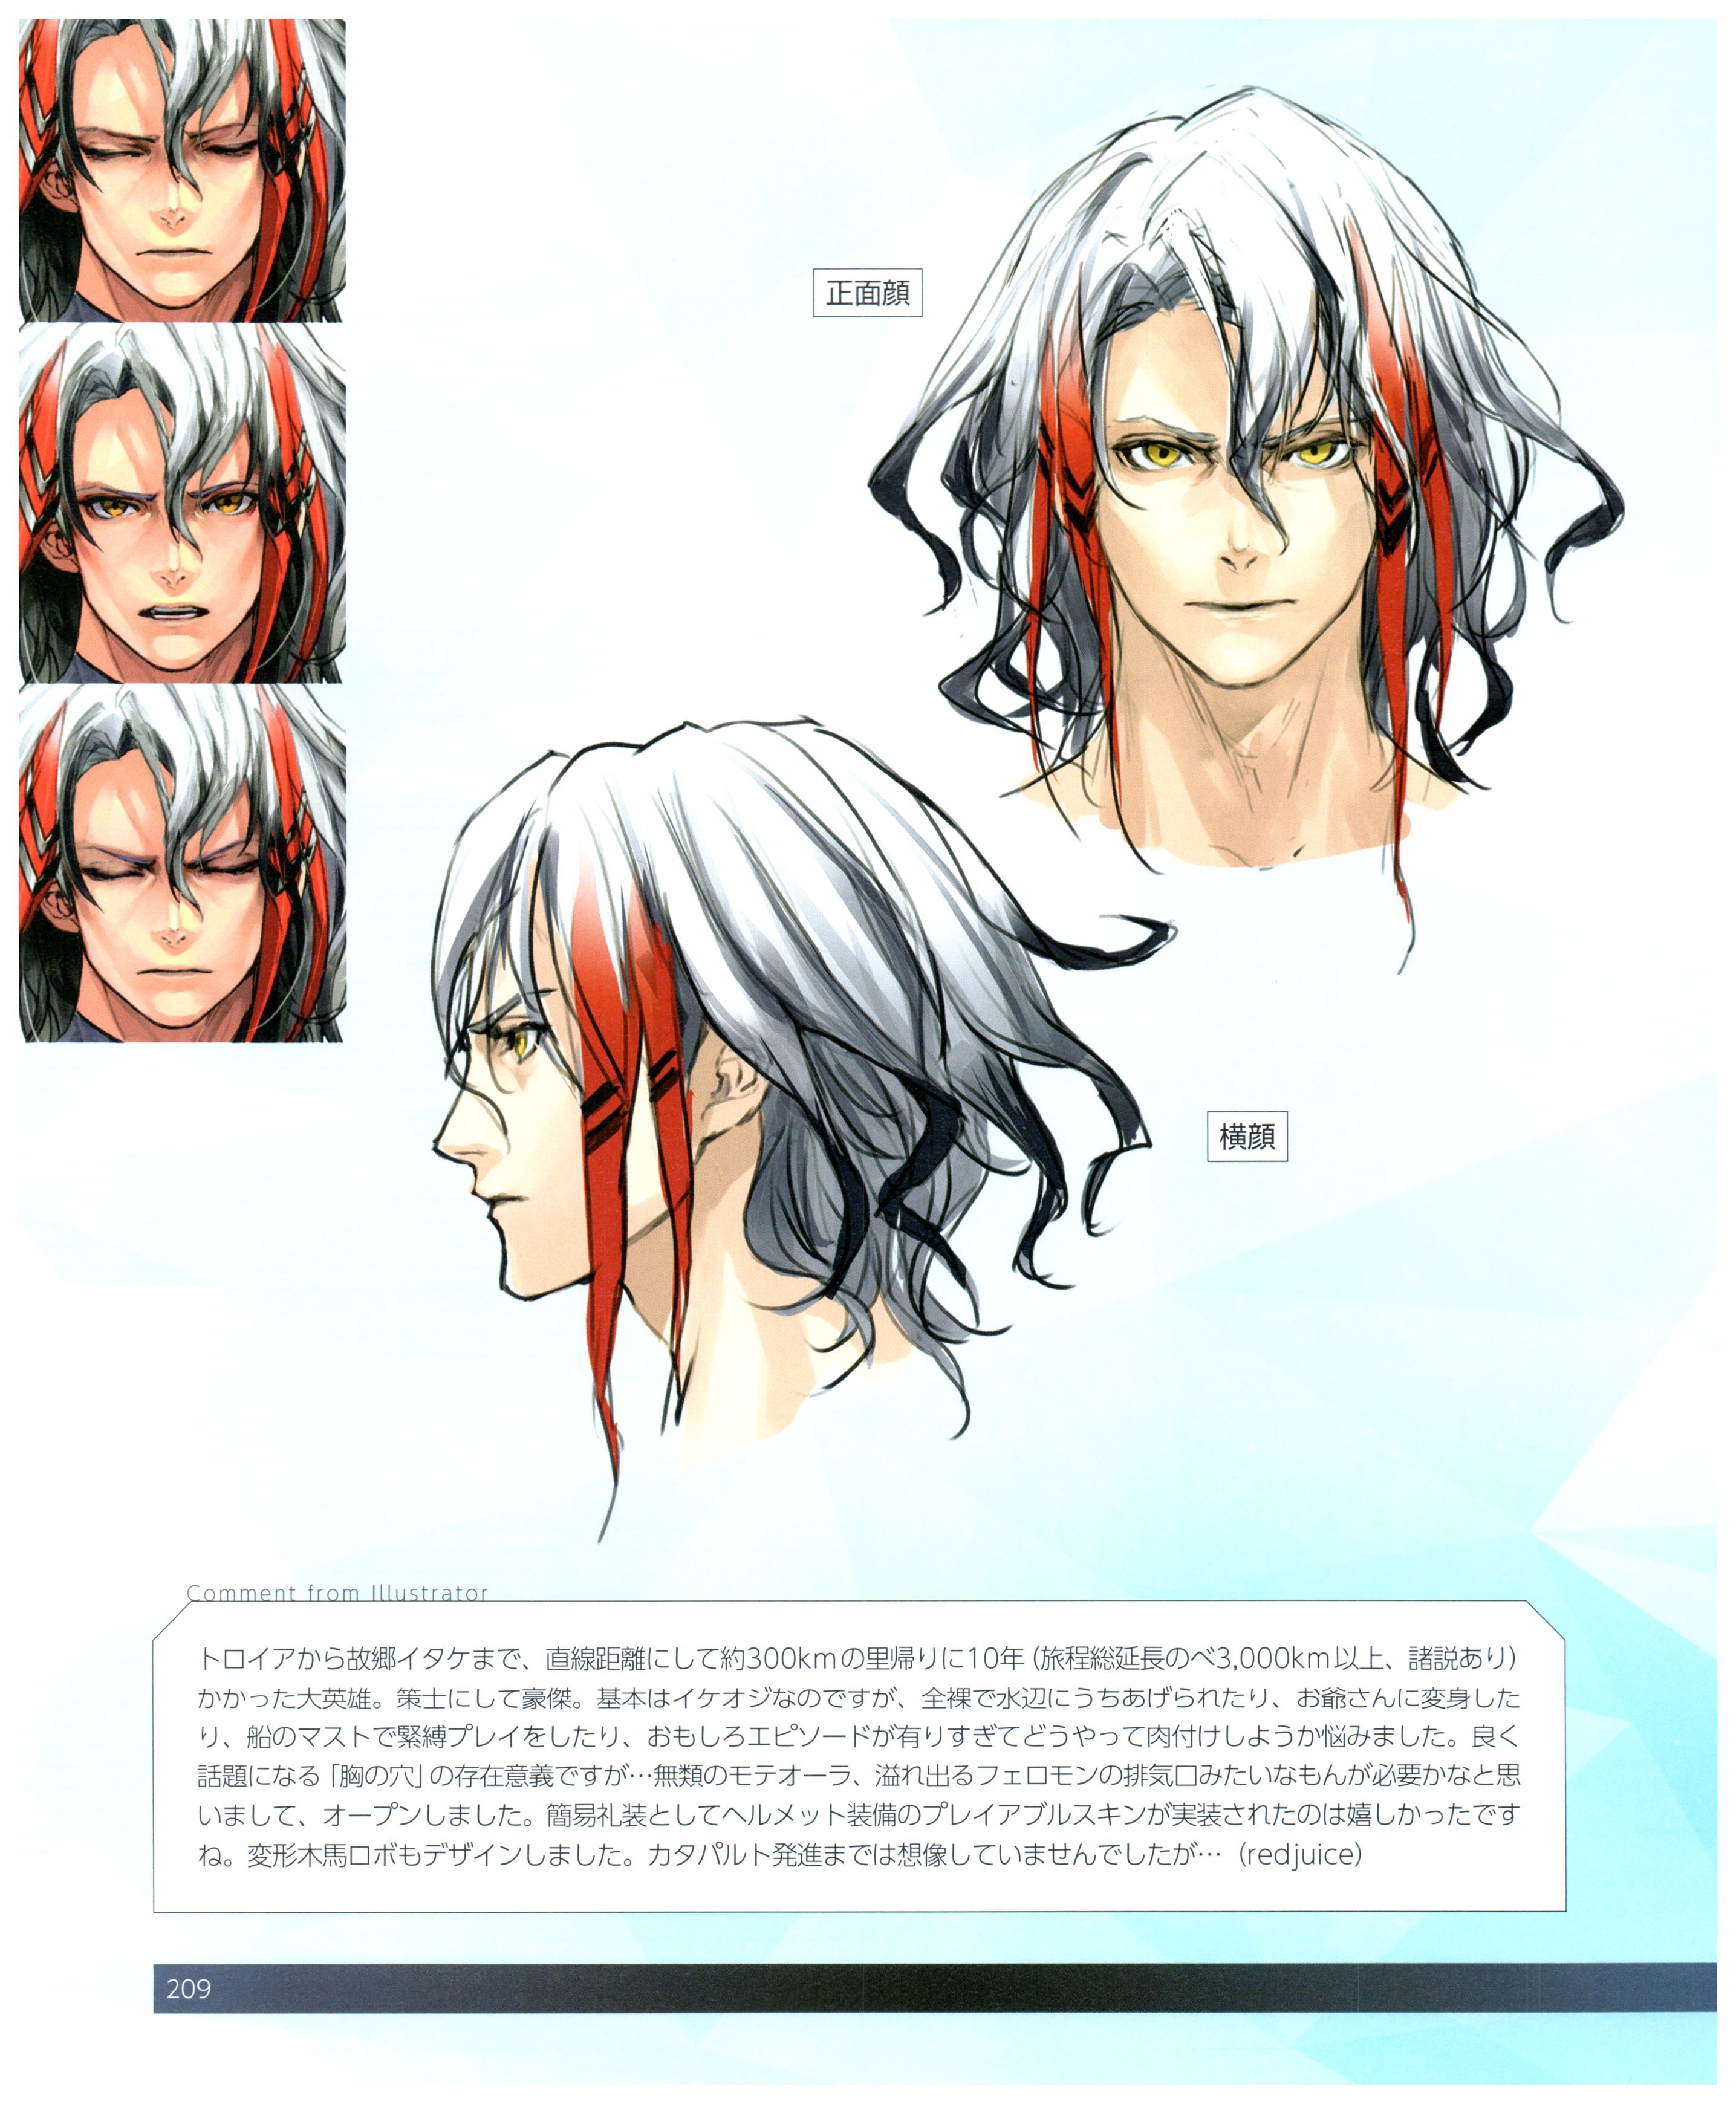 正面顔
横顔
Comment from Illustrator
トロイアから故郷イタケまで、直線距離にして約300kmの里帰りに10年（旅程総延長のべ3,000km以上、諸説あり）
かかった大英雄。策士にして豪傑。基本はイケオジなのですが、全裸で水辺にうちあげられたり、お爺さんに変身した
り、船のマストで緊縛プレイをしたり、おもしろエピソードが有りすぎてどうやって肉付けしようか悩みました。良く
話題になる「胸の穴」の存在意義ですが…無類のモテオーラ、溢れ出るフェロモンの排気口みたいなもんが必要かなと思
いまして、オープンしました。簡易礼装としてヘルメット装備のプレイアブルスキンが実装されたのは嬉しかったです
ね。変形木馬ロボもデザインしました。カタパルト発進までは想像していませんでしたが…（redjuice）
209